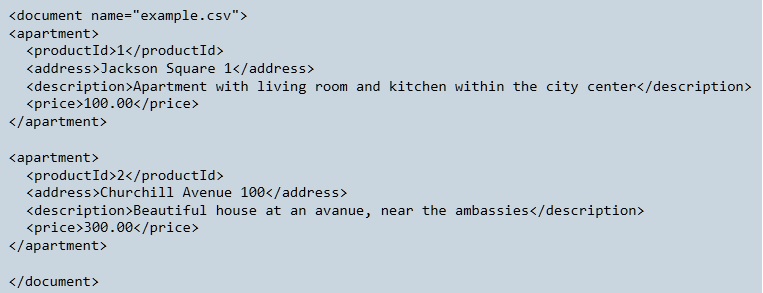 <document name="example.csv">
<apartment>
  <productId>1</productId>
  <address>Jackson Square 1</address>
  <description>Apartment with living room and kitchen within the city center</description>
  <price>100.00</price>
</apartment>

<apartment>
  <productId>2</productId>
  <address>Churchill Avenue 100</address>
  <description>Beautiful house at an avanue, near the ambassies</description>
  <price>300.00</price>
</apartment>

</document>